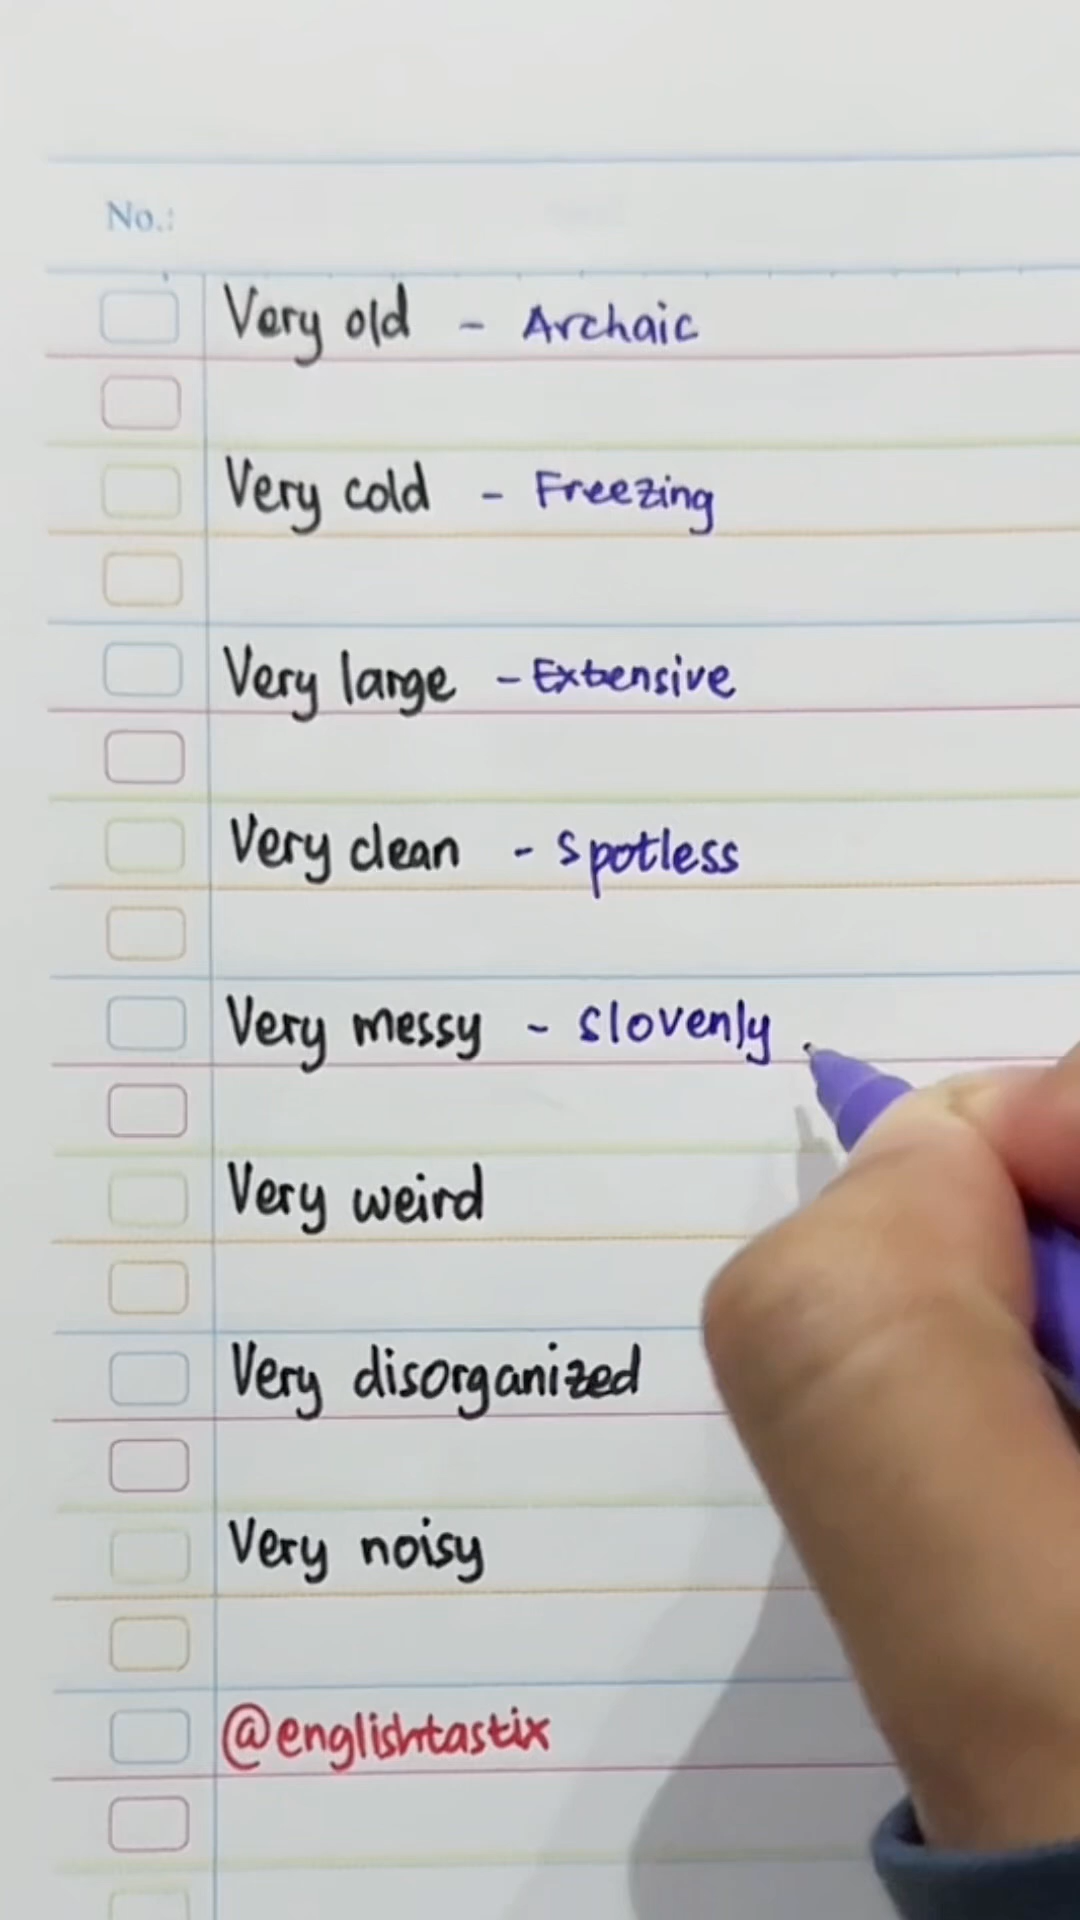 No.:
Very old - Archaic
Very cold - Freezing
Very large - Extensive
Very clean - Spotless
Very messy - Slovenly
Very weird
Very disorganized
Very noisy
@englishtastix